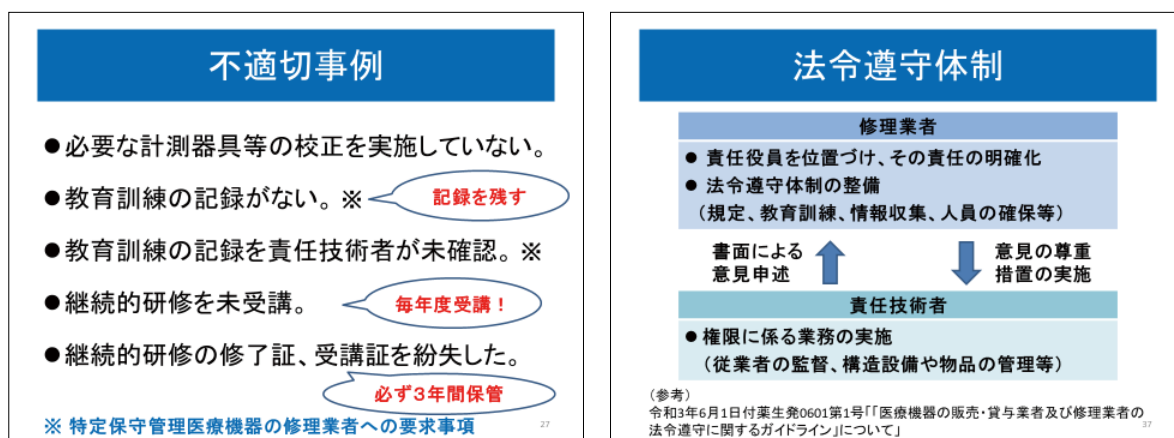 不適切事例
●必要な計測器具等の校正を実施していない。
●教育訓練の記録がない。※
記録を残す
●教育訓練の記録を責任技術者が未確認。※
●継続的研修を未受講。
毎年度受講！
●継続的研修の修了証、受講証を紛失した。
必ず３年間保管
※ 特定保守管理医療機器の修理業者への要求事項
27
法令遵守体制
修理業者
● 責任役員を位置づけ、その責任の明確化
● 法令遵守体制の整備
（規定、教育訓練、情報収集、人員の確保等）
書面による
意見申述
意見の尊重
措置の実施
責任技術者
● 権限に係る業務の実施
（従業者の監督、構造設備や物品の管理等）
（参考）
令和3年6月1日付薬生発0601第1号「「医療機器の販売・貸与業者及び修理業者の
法令遵守に関するガイドライン」について」
37